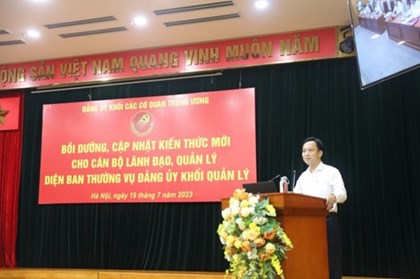 ỘNG SẢN VIỆT NAM QUANG VINH MUÔN NĂM
ĐẢNG ỦY KHỐI CÁC CƠ QUAN TRUNG ƯƠNG
BỒI DƯỠNG, CẬP NHẬT KIẾN THỨC MỚI
CHO CÁN BỘ LÃNH ĐẠO, QUẢN LÝ
DIỆN BAN THƯỜNG VỤ ĐẢNG ỦY KHỐI QUẢN LÝ
Hà Nội, ngày 19 tháng 7 năm 2023